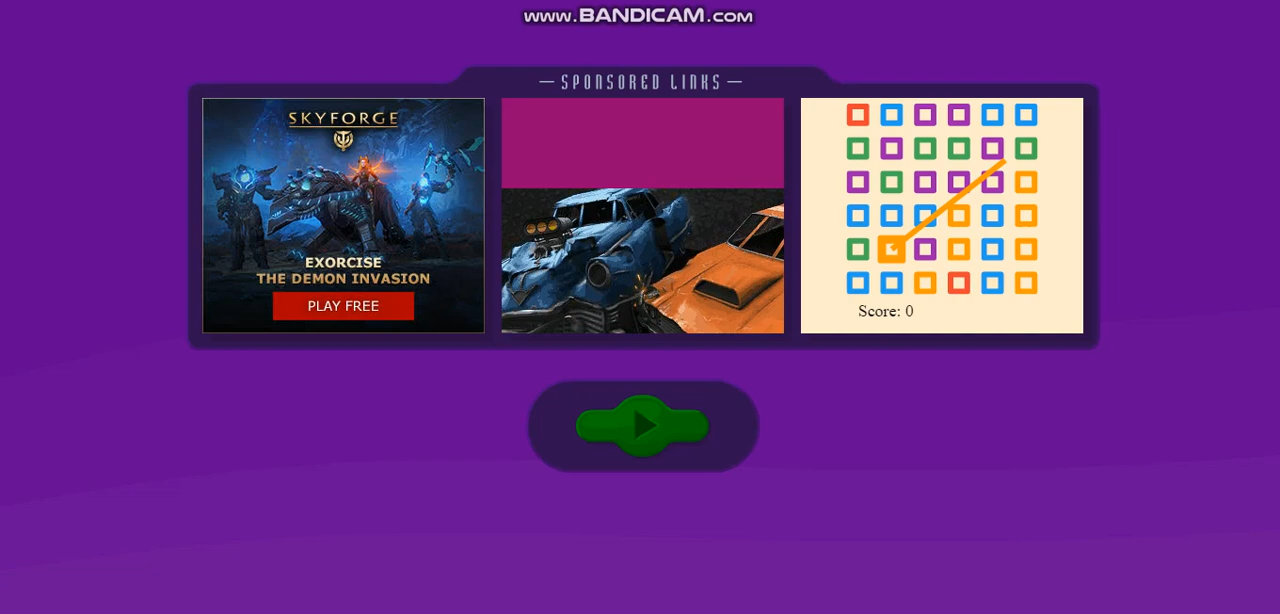 www.BANDICAM.COM
SPONSORED LINKS
SKYFORGE
EXORCISE
THE DEMON INVASION
PLAY FREE
Score: 0